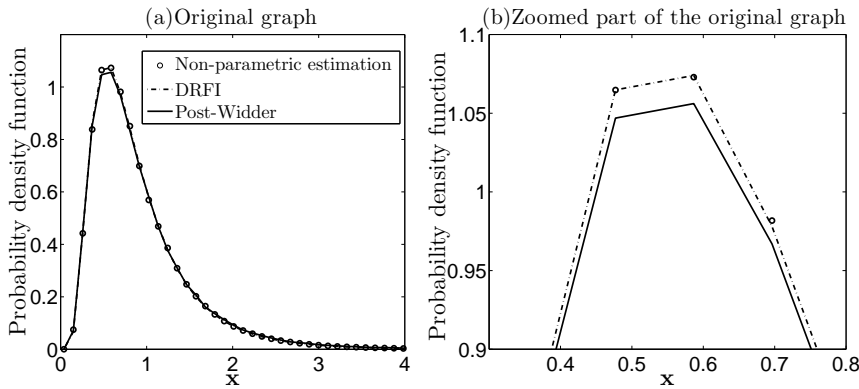 (a)Original graph
Probability density function
1
0.8
0.6
0.4
0.2
0
0
1
2
3
4
x
Non-parametric estimation
DRFI
Post-Widder
(b)Zoomed part of the original graph
Probability density function
1.1
1.05
1
0.95
0.9
0.4
0.5
0.6
0.7
0.8
x